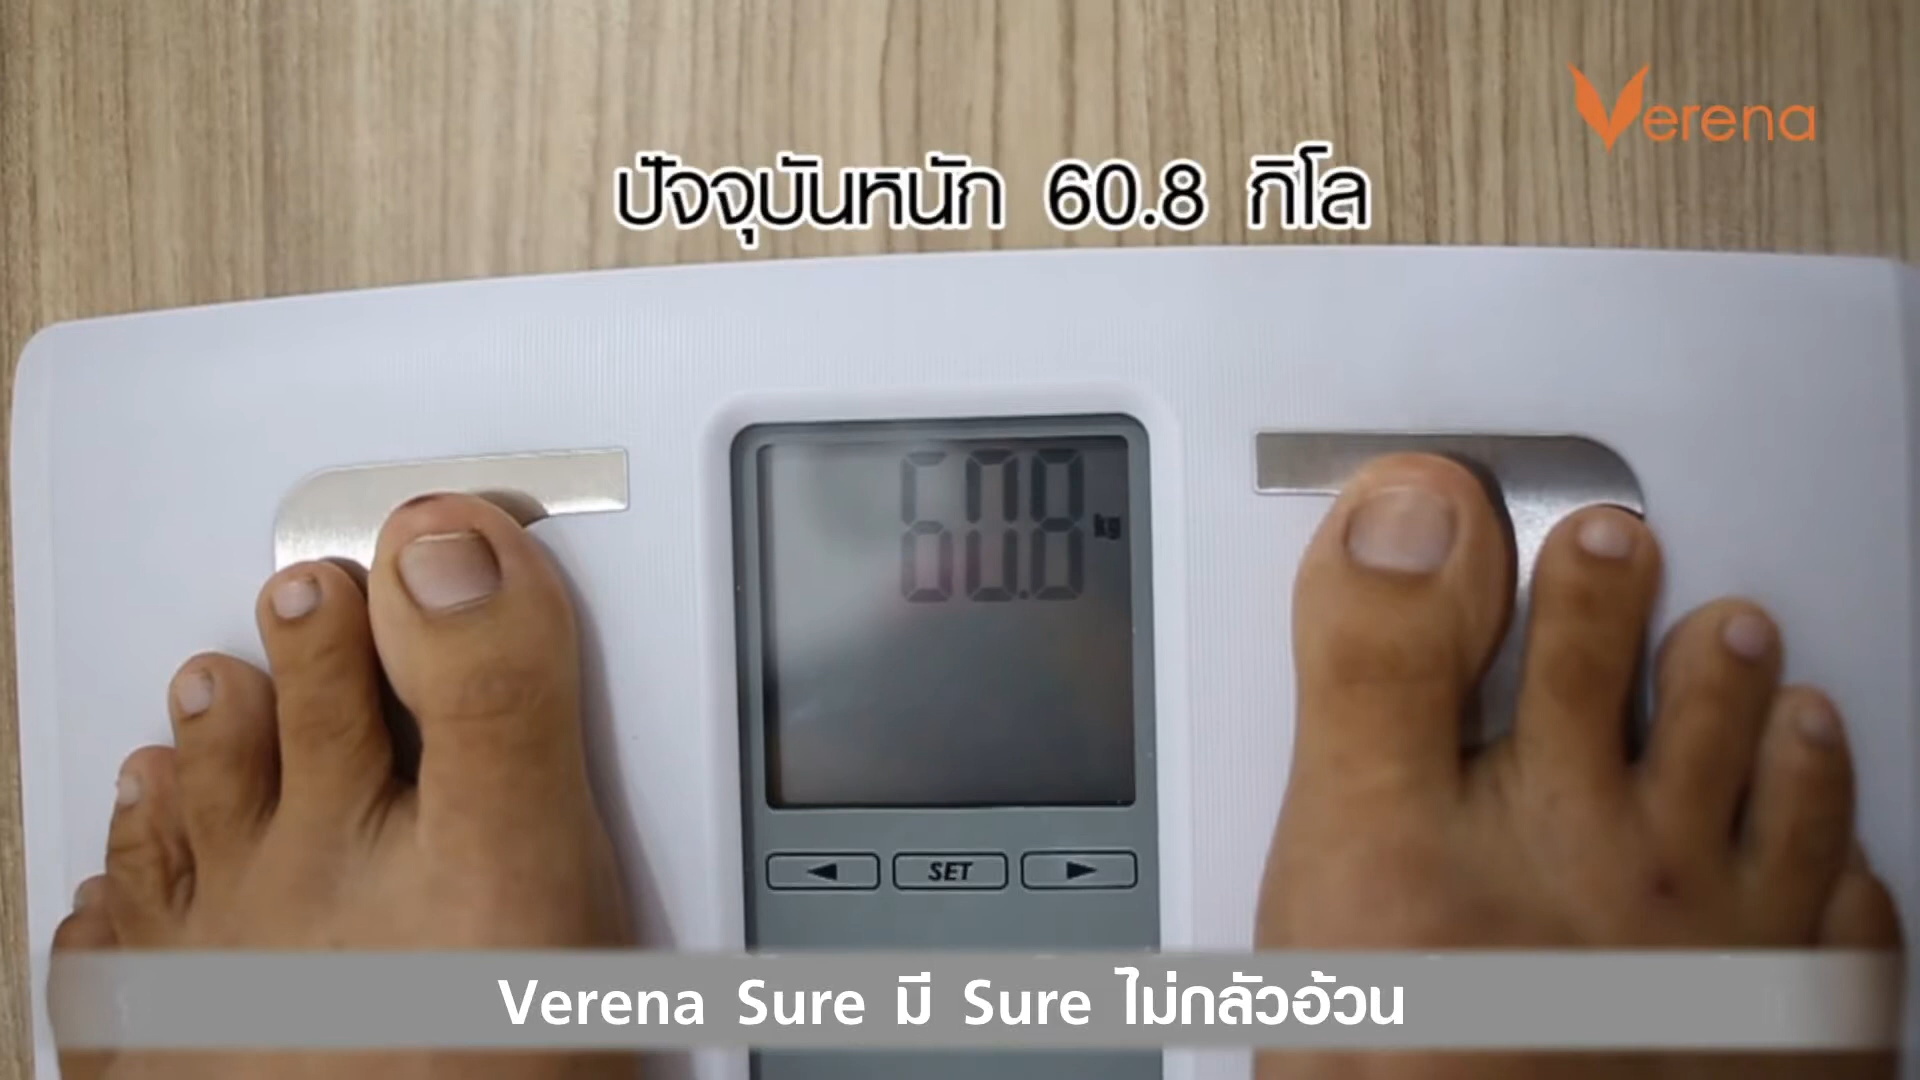 Verena
ปัจจุบันหนัก 60.8 กิโล
60.8 kg
SET
Verena Sure มี Sure ไม่กลัวอ้วน